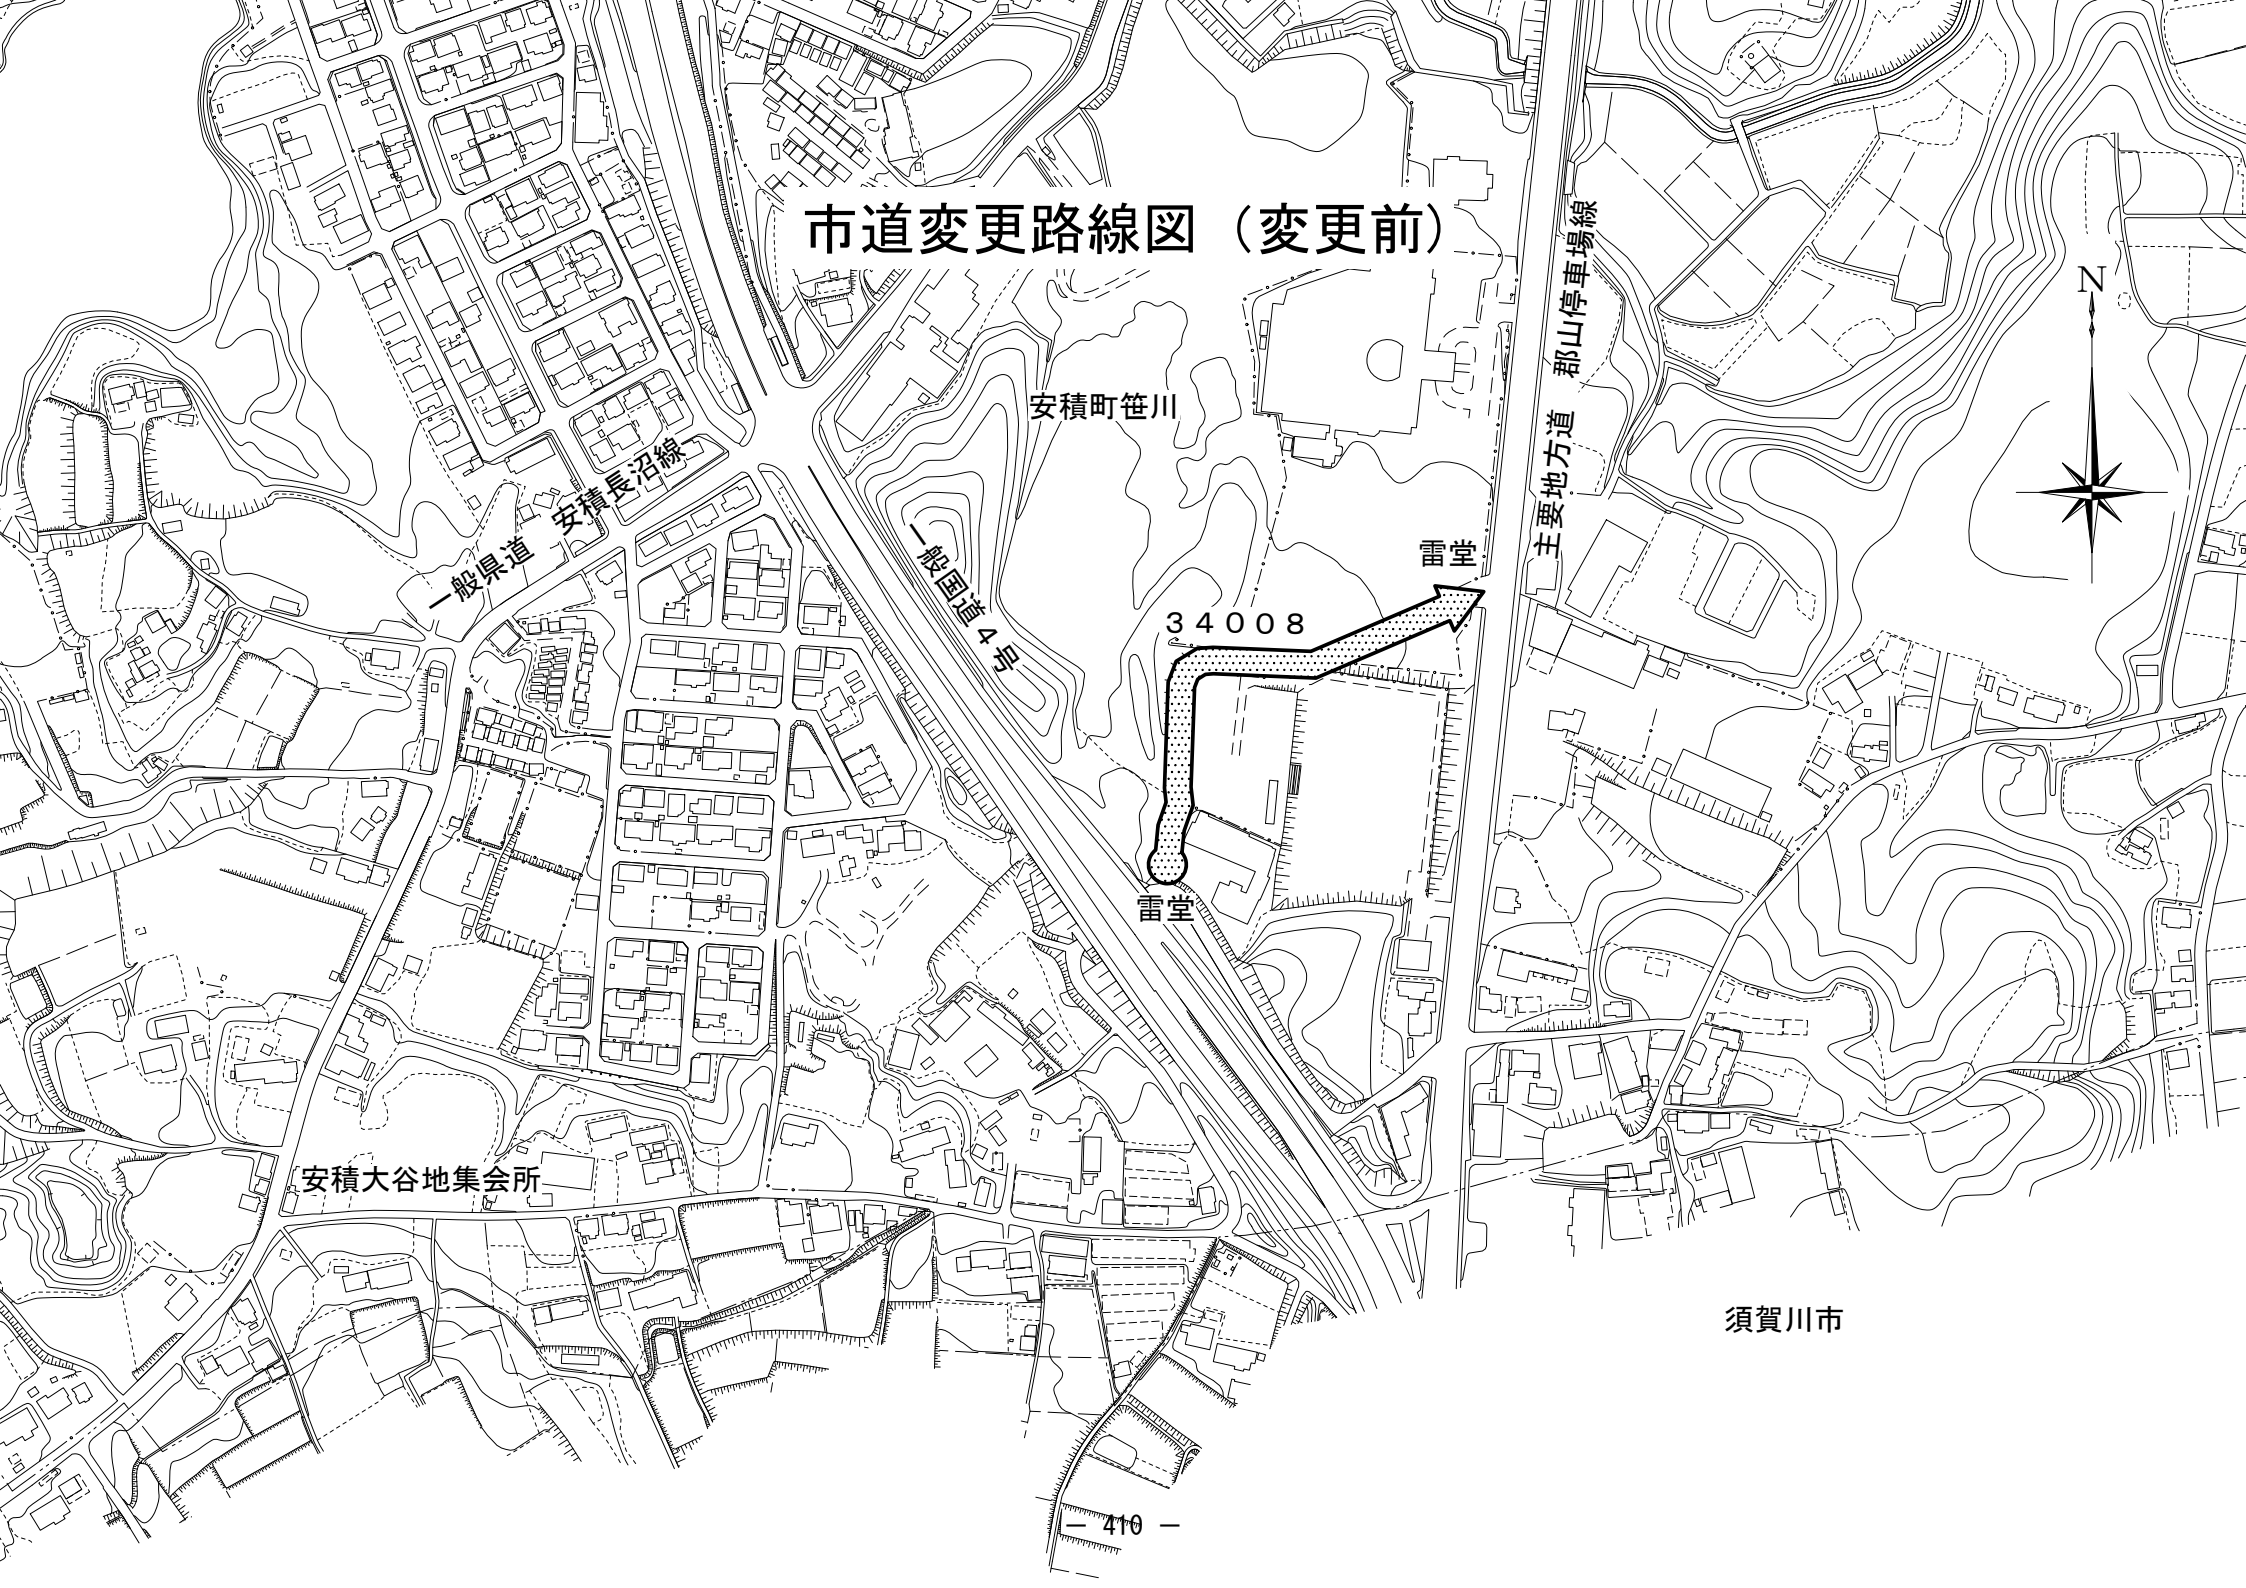 市道変更路線図（変更前）
N
主要地方道　郡山停車場線
安積町笹川
一般県道　安積長沼線
一般国道４号
雷堂
３４００８
雷堂
安積大谷地集会所
須賀川市
－ 410 －